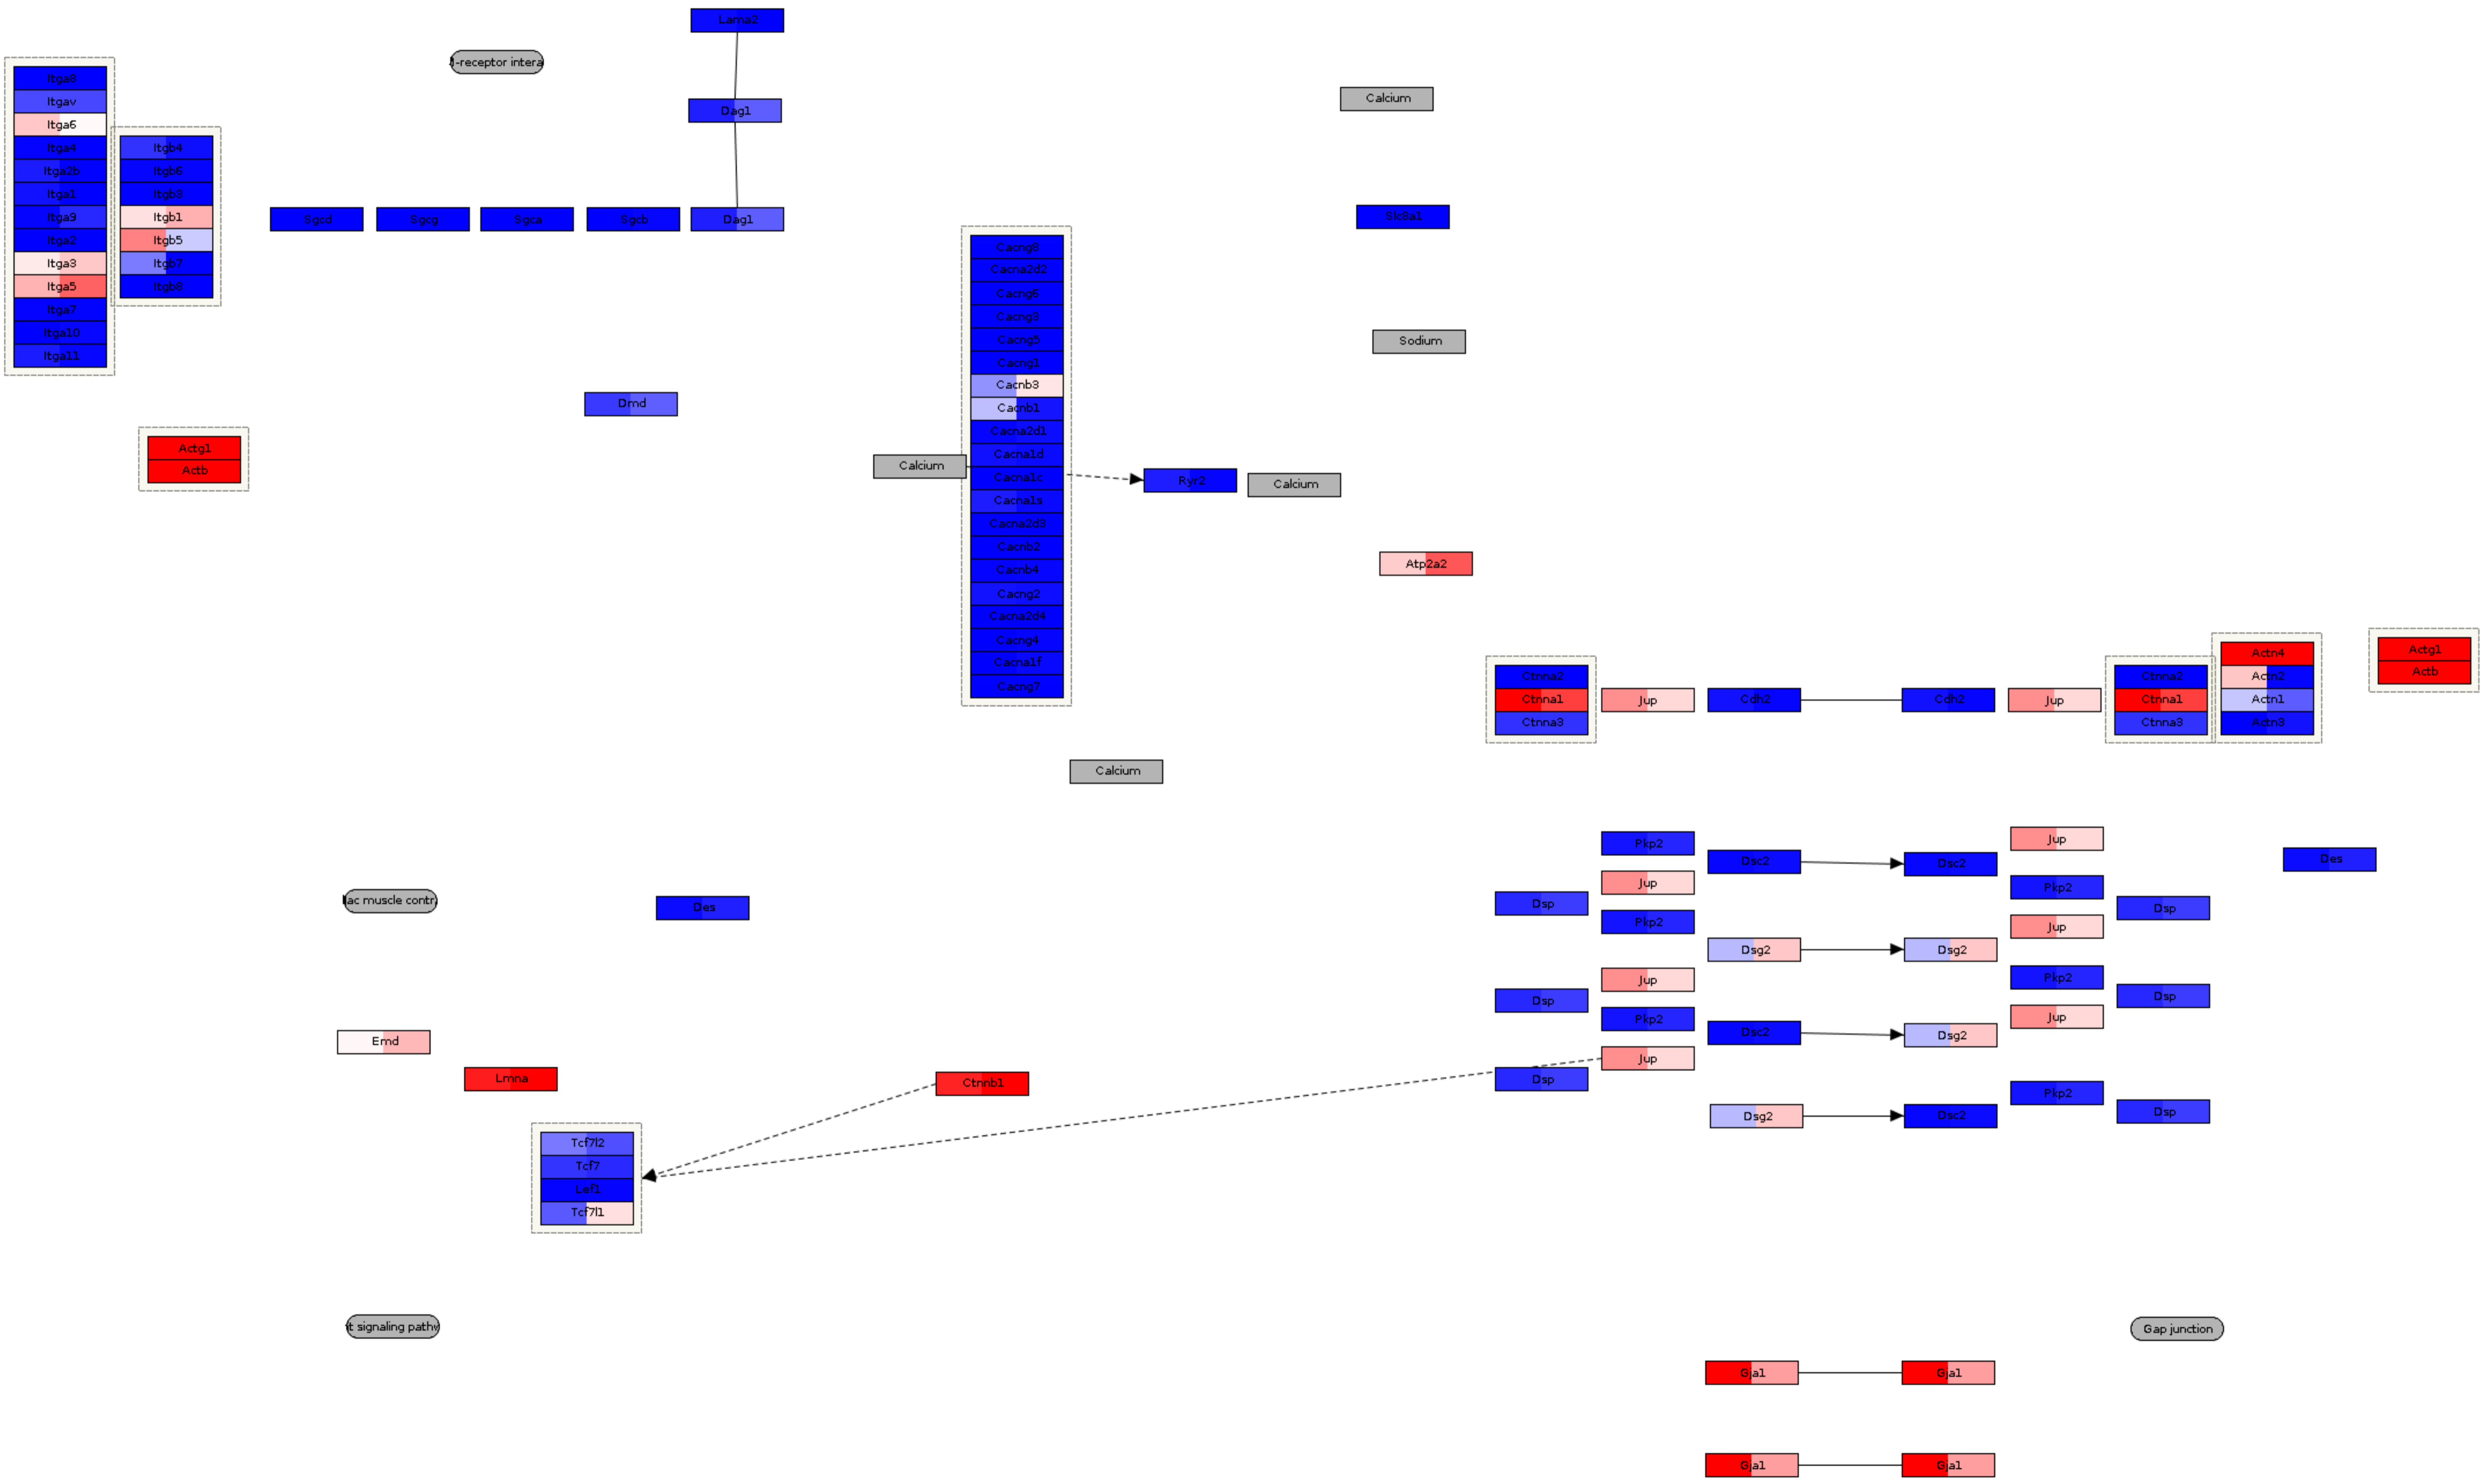 Lama2
-receptor intera
Dag1
Calcium
Itga8
Itgav
Itga6
Itga4
Itga2b
Itga1
Itga9
Itga2
Itga3
Itga5
Itga7
Itga10
Itga11
Itgb4
Itgb6
Itgb3
Itgb1
Itgb5
Itgb7
Itgb8
Sgcd
Sgcg
Sgca
Sgcb
Dag1
Slc8a1
Cacng8
Cacna2d2
Cacng6
Cacng3
Cacng5
Cacng1
Cacnb3
Cacnb1
Cacna2d1
Cacna1d
Cacna1c
Cacna1s
Cacna2d3
Cacnb2
Cacnb4
Cacng2
Cacna2d4
Cacng4
Cacna1f
Cacng7
Sodium
Dmd
Actg1
Actb
Calcium
Ryr2
Calcium
Atp2a2
Ctnna2
Ctnna1
Ctnna3
Jup
Cdh2
Cdh2
Jup
Ctnna2
Ctnna1
Ctnna3
Actn4
Actn2
Actn1
Actn3
Actg1
Actb
Calcium
Pkp2
Jup
Pkp2
Dsc2
Dsc2
Jup
Pkp2
Jup
Des
Dsp
Dsp
ac muscle contr
Des
Dsg2
Dsg2
Jup
Pkp2
Jup
Pkp2
Jup
Dsp
Dsp
Dsc2
Dsg2
Emd
Lmna
Ctnnb1
Dsp
Dsg2
Dsc2
Pkp2
Dsp
Tcf7l2
Tcf7
Lef1
Tcf7l1
t signaling pathw
Gap junction
Gja1
Gja1
Gja1
Gja1